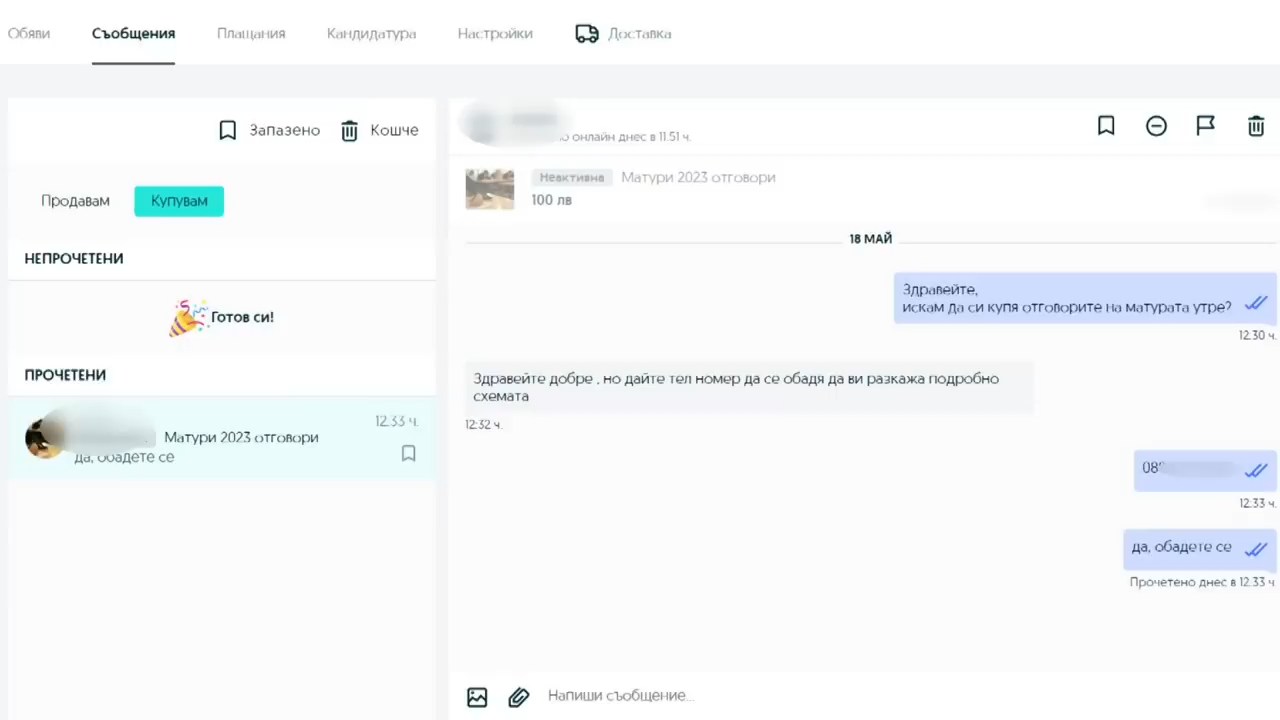 Обяви Съобщения Плащания Кандидатура Настройки Доставка
Запазено Кошче
Продавам Купувам
НЕПРОЧЕТЕНИ
Готов си!
ПРОЧЕТЕНИ
12:33 ч.
Матури 2023 отговори
да, обадете се
онлайн днес в 11:51 ч.
Неактивна Матури 2023 отговори
100 лв
18 МАЙ
Здравейте,
искам да си купя отговорите на матурата утре?
12:30 ч.
Здравейте добре , но дайте тел номер да се обадя да ви разкажа подробно
схемата
12:32 ч.
08
12:33 ч.
да, обадете се
Прочетено днес в 12:33 ч.
Напиши съобщение...